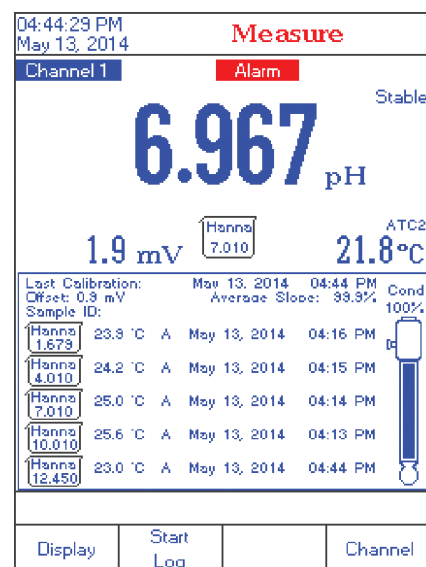 04:44:29 PM
May 13, 2014
Measure
Channel 1
Alarm
Stable
6.967 pH
1.9 mV
Hanna
7.010
ATC2
21.8°C
Last Calibration: May 13, 2014 04:44 PM
Offset: 0.9 mV Average Slope: 99.9%
Sample ID:
Cond
100%
Hanna
1.679
23.9 °C A May 13, 2014 04:16 PM
Hanna
4.010
24.2 °C A May 13, 2014 04:15 PM
Hanna
7.010
25.0 °C A May 13, 2014 04:14 PM
Hanna
10.010
25.6 °C A May 13, 2014 04:13 PM
Hanna
12.450
23.0 °C A May 13, 2014 04:44 PM
Display
Start
Log
Channel